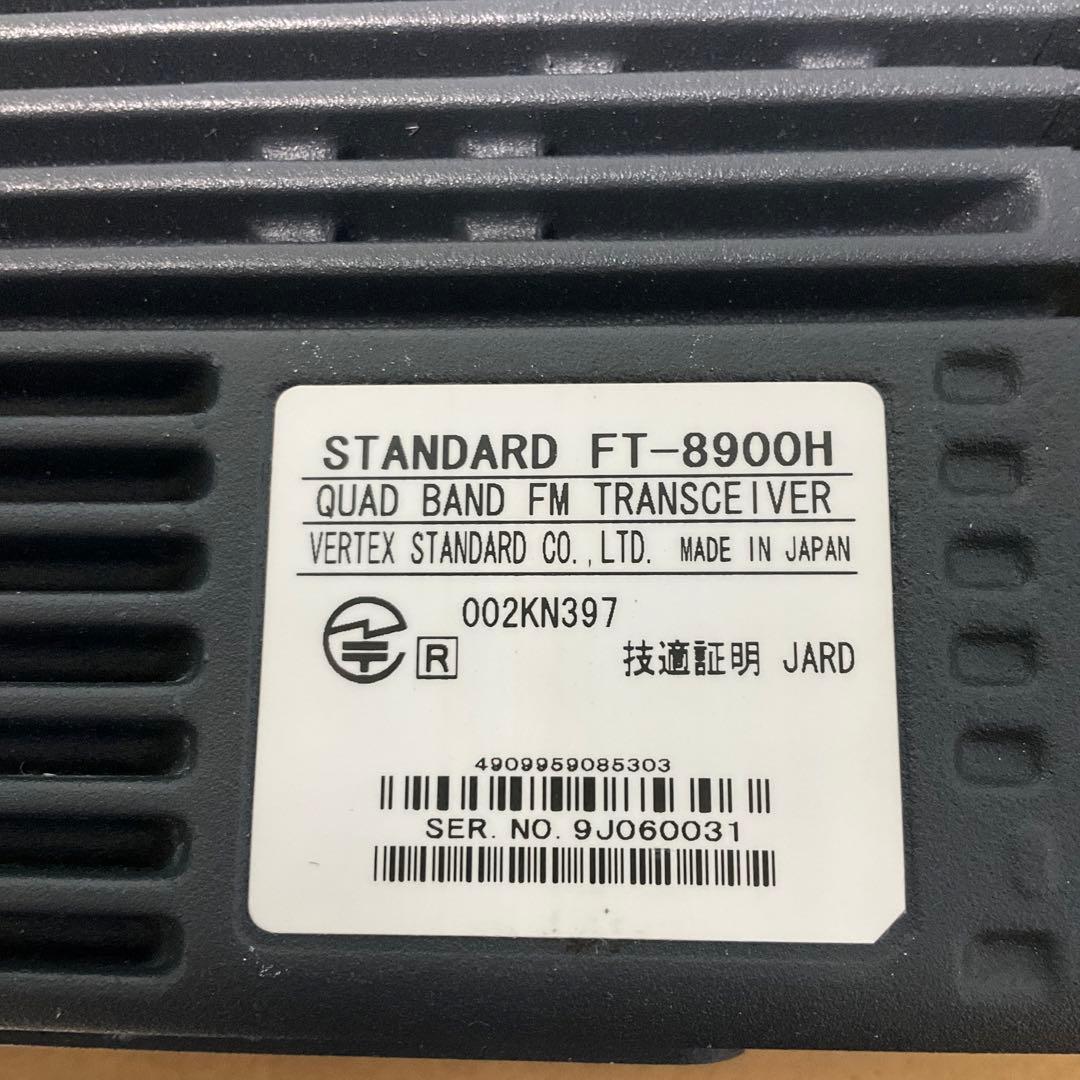 STANDARD FT-8900H
QUAD BAND FM TRANSCEIVER
VERTEX STANDARD CO.,LTD. MADE IN JAPAN
002KN397
R 技適証明 JARD
4909959085303
SER. NO. 9J060031